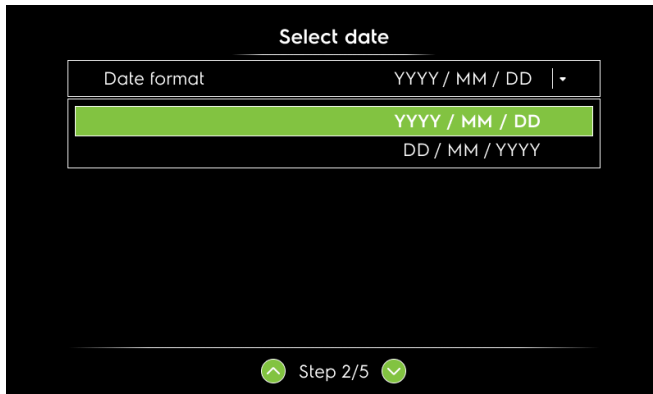 Select date
Date format YYYY / MM / DD
YYYY / MM / DD
DD / MM / YYYY
Step 2/5